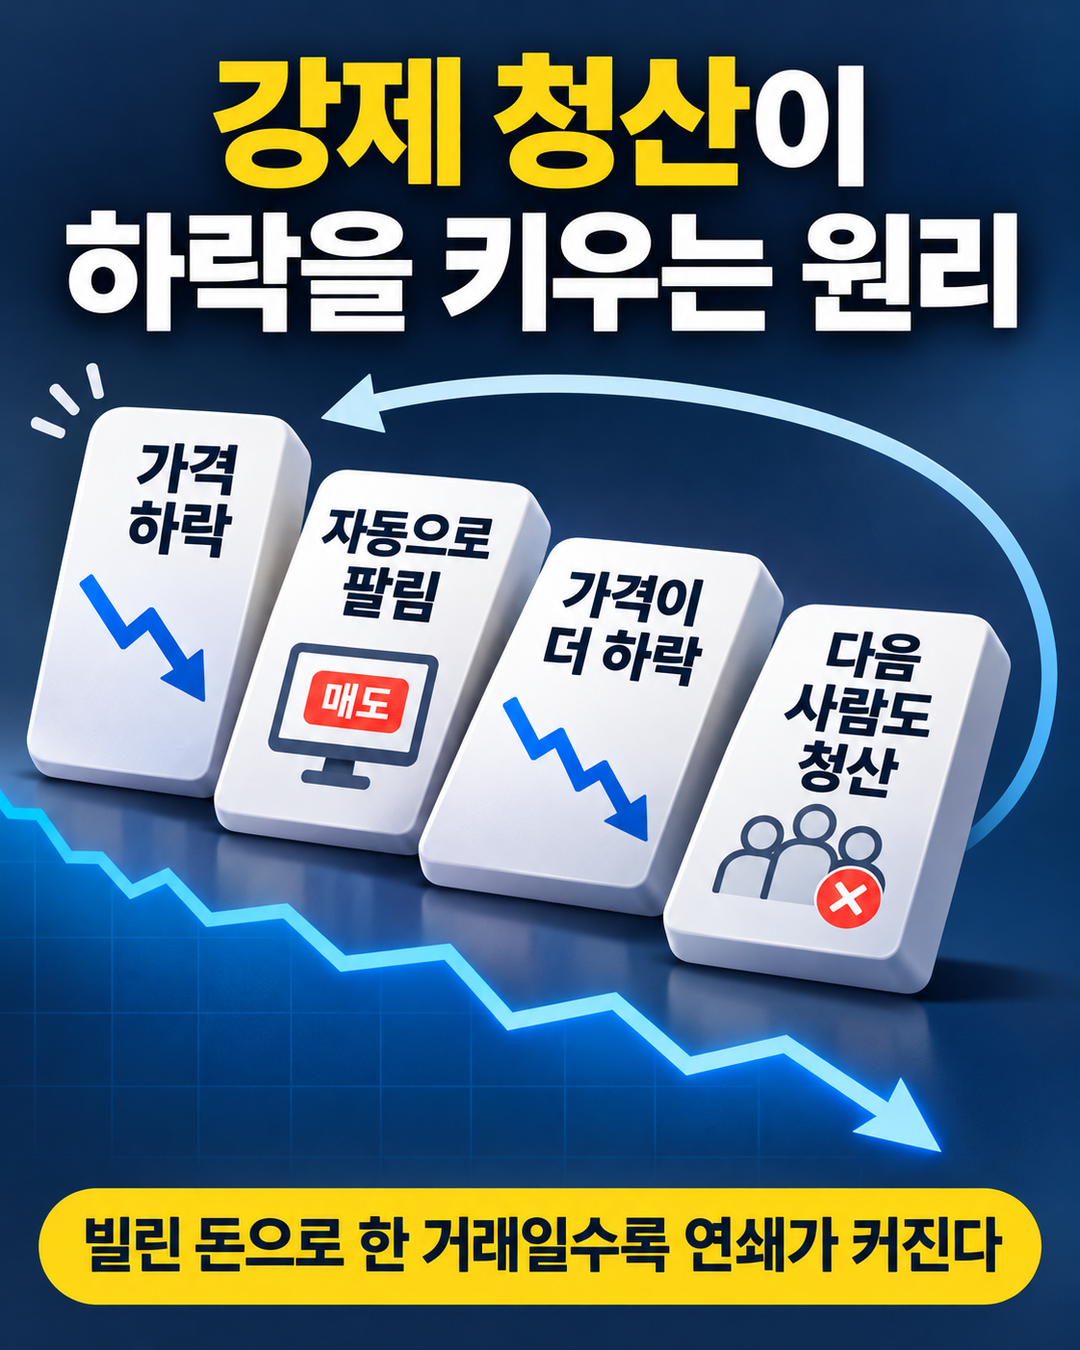 강제 청산이
하락을 키우는 원리
가격
하락
자동으로
팔림
매도
가격이
더 하락
다음
사람도
청산
빌린 돈으로 한 거래일수록 연쇄가 커진다